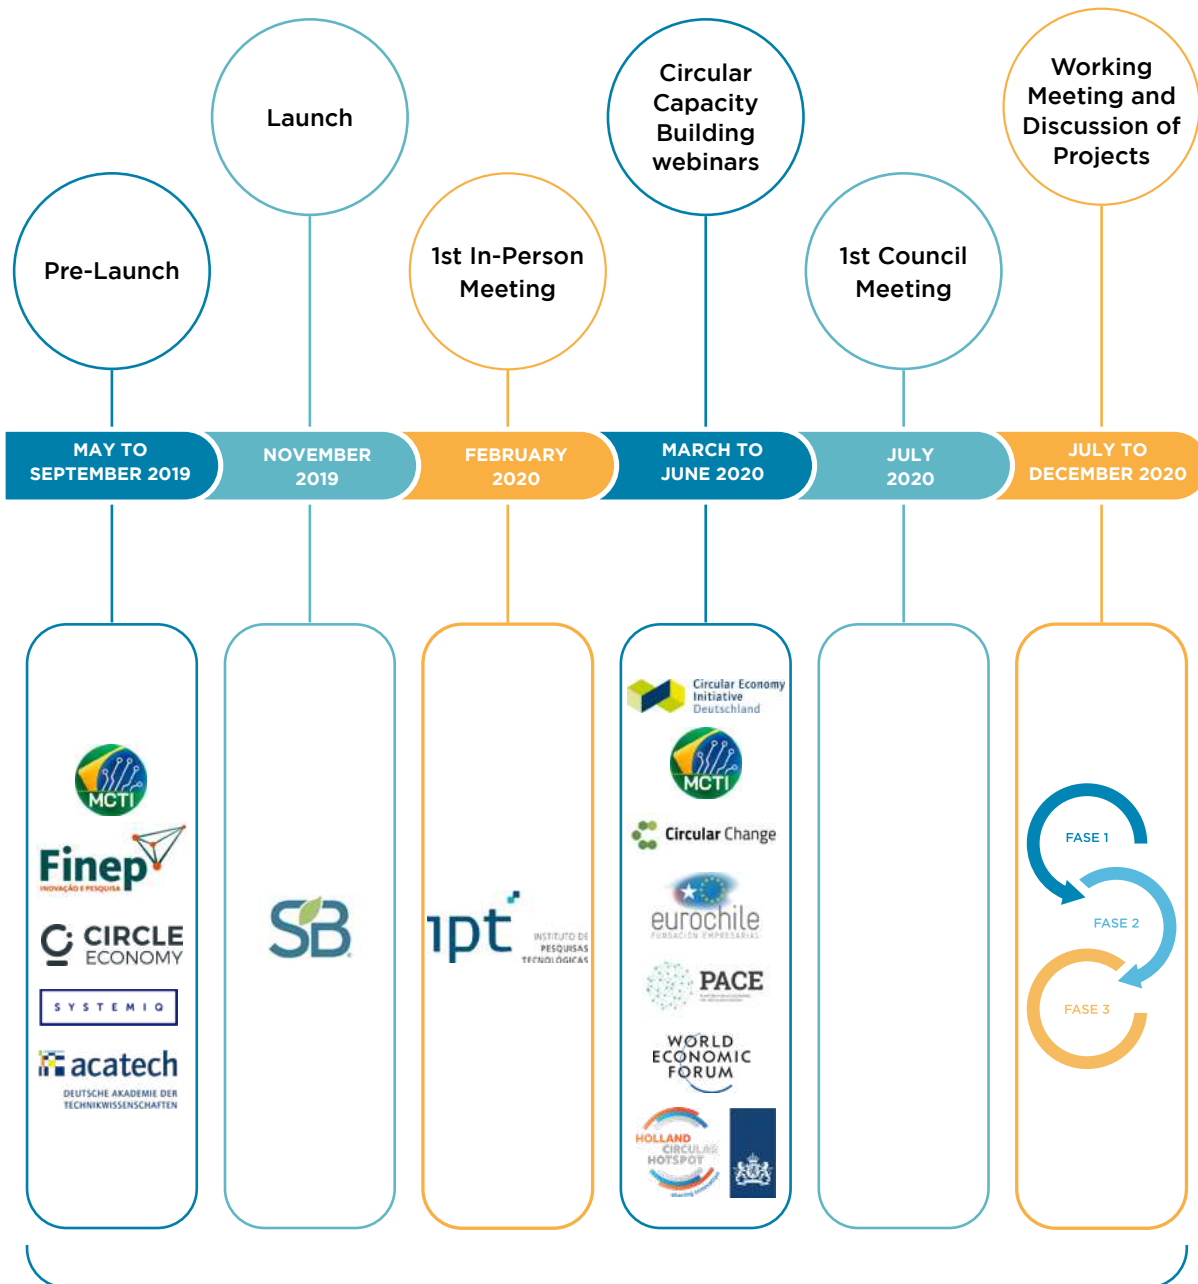 Pre-Launch
Launch
1st In-Person
Meeting
Circular
Capacity
Building
webinars
1st Council
Meeting
Working
Meeting and
Discussion of
Projects
MAY TO
SEPTEMBER 2019
NOVEMBER
2019
FEBRUARY
2020
MARCH TO
JUNE 2020
JULY
2020
JULY TO
DECEMBER 2020
MCTI
Finep
INOVAÇÃO E PESQUISA
CIRCLE
ECONOMY
SYSTEMIQ
acatech
DEUTSCHE AKADEMIE DER
TECHNIKWISSENSCHAFTEN
SB
ipt
INSTITUTO DE
PESQUISAS
TECNOLÓGICAS
Circular Economy
Initiative
Deutschland
MCTI
Circular Change
eurochile
FUNDACIÓN EMPRESARIAL
PACE
WORLD
ECONOMIC
FORUM
HOLLAND
CIRCULAR
HOTSPOT
sharing innovation
FASE 1
FASE 2
FASE 3